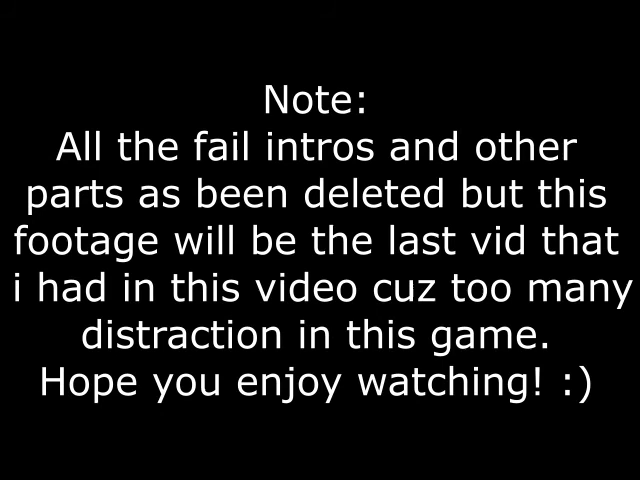 Note:
All the fail intros and other
parts as been deleted but this
footage will be the last vid that
i had in this video cuz too many
distraction in this game.
Hope you enjoy watching! :)